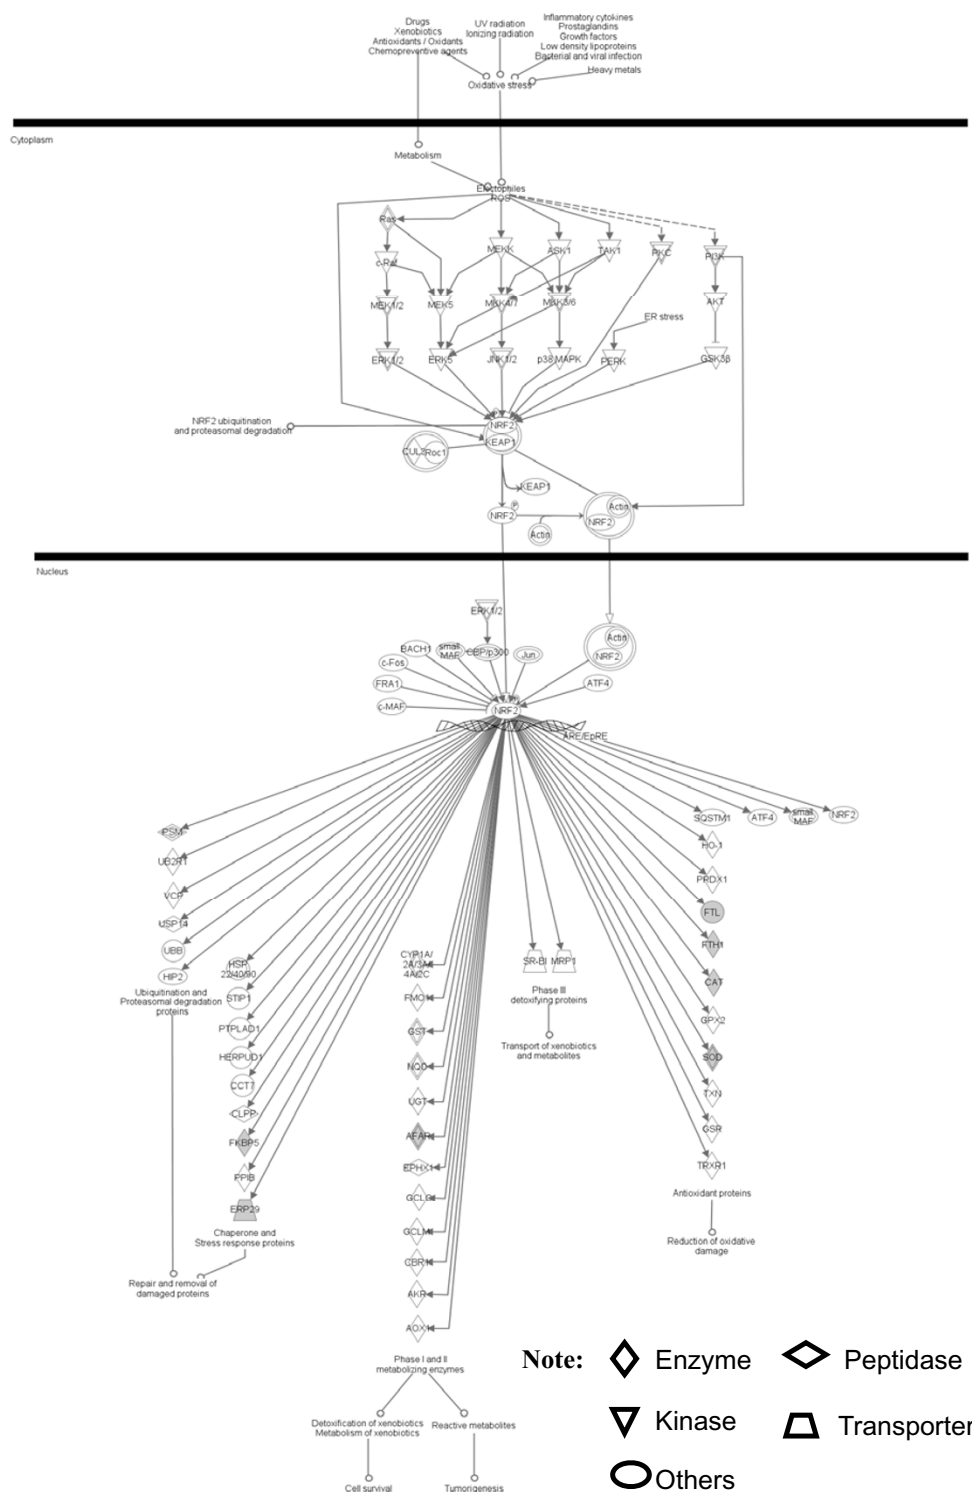 Drugs
Xenobiotics
Antioxidants / Oxidants
Chemopreventive agents
UV radiation
Ionizing radiation
Inflammatory cytokines
Prostaglandins
Growth factors
Low density lipoproteins
Bacterial and viral infection
Heavy metals
Oxidative stress
Cytoplasm
Metabolism
Electophiles
ROS
Ras
c-Raf
MEKK
ASK1
TAK1
PKC
PI3K
MEK1/2
MEK5
MKK4/7
MKK3/6
AKT
ER stress
ERK1/2
ERK5
JNK1/2
p38 MAPK
PERK
GSK3β
NRF2 ubiquitination
and proteasomal degradation
P
NRF2
KEAP1
CUL3
Roc1
KEAP1
NRF2
P
Actin
Actin
NRF2
Nucleus
ERK1/2
BACH1
small
MAF
CBP/p300
Jun
Actin
NRF2
c-Fos
FRA1
c-MAF
ATF4
NRF2
ARE/EpRE
PSM
UB2R1
VCP
USP14
UBB
HIP2
Ubiquitination and
Proteasomal degradation
proteins
HSP
22/40/90
STIP1
PTPLAD1
HERPUD1
CCT7
CLPP
FKBP5
PPIB
ERP29
Chaperone and
Stress response proteins
Repair and removal of
damaged proteins
CYP1A/
2A/3A/
4A/2C
FMO1
GST
NQO
UGT
AFAR
EPHX1
GCLC
GCLM
CBR1
AKR
AOX1
Phase I and II
metabolizing enzymes
Detoxification of xenobiotics
Metabolism of xenobiotics
Reactive metabolites
Cell survival
Tumorigenesis
SR-BI
MRP1
Phase III
detoxifying proteins
Transport of xenobiotics
and metabolites
SQSTM1
ATF4
small
MAF
NRF2
HO-1
PRDX1
FTL
FTH1
CAT
GPX2
SOD
TXN
GSR
TRXR1
Antioxidant proteins
Reduction of oxidative
damage
Note:
Enzyme
Peptidase
Kinase
Transporter
Others